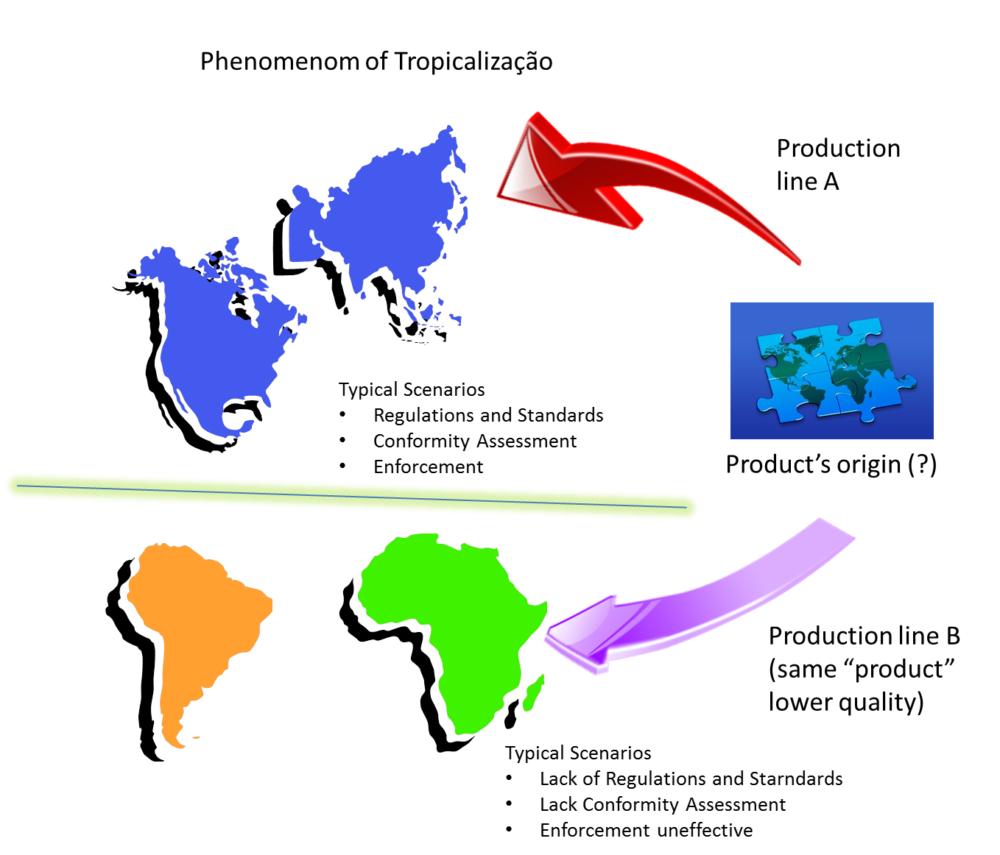 Phenomenom of Tropicalização
Production
line A
Typical Scenarios
• Regulations and Standards
• Conformity Assessment
• Enforcement
Product’s origin (?)
Production line B
(same “product”
lower quality)
Typical Scenarios
• Lack of Regulations and Starndards
• Lack Conformity Assessment
• Enforcement uneffective